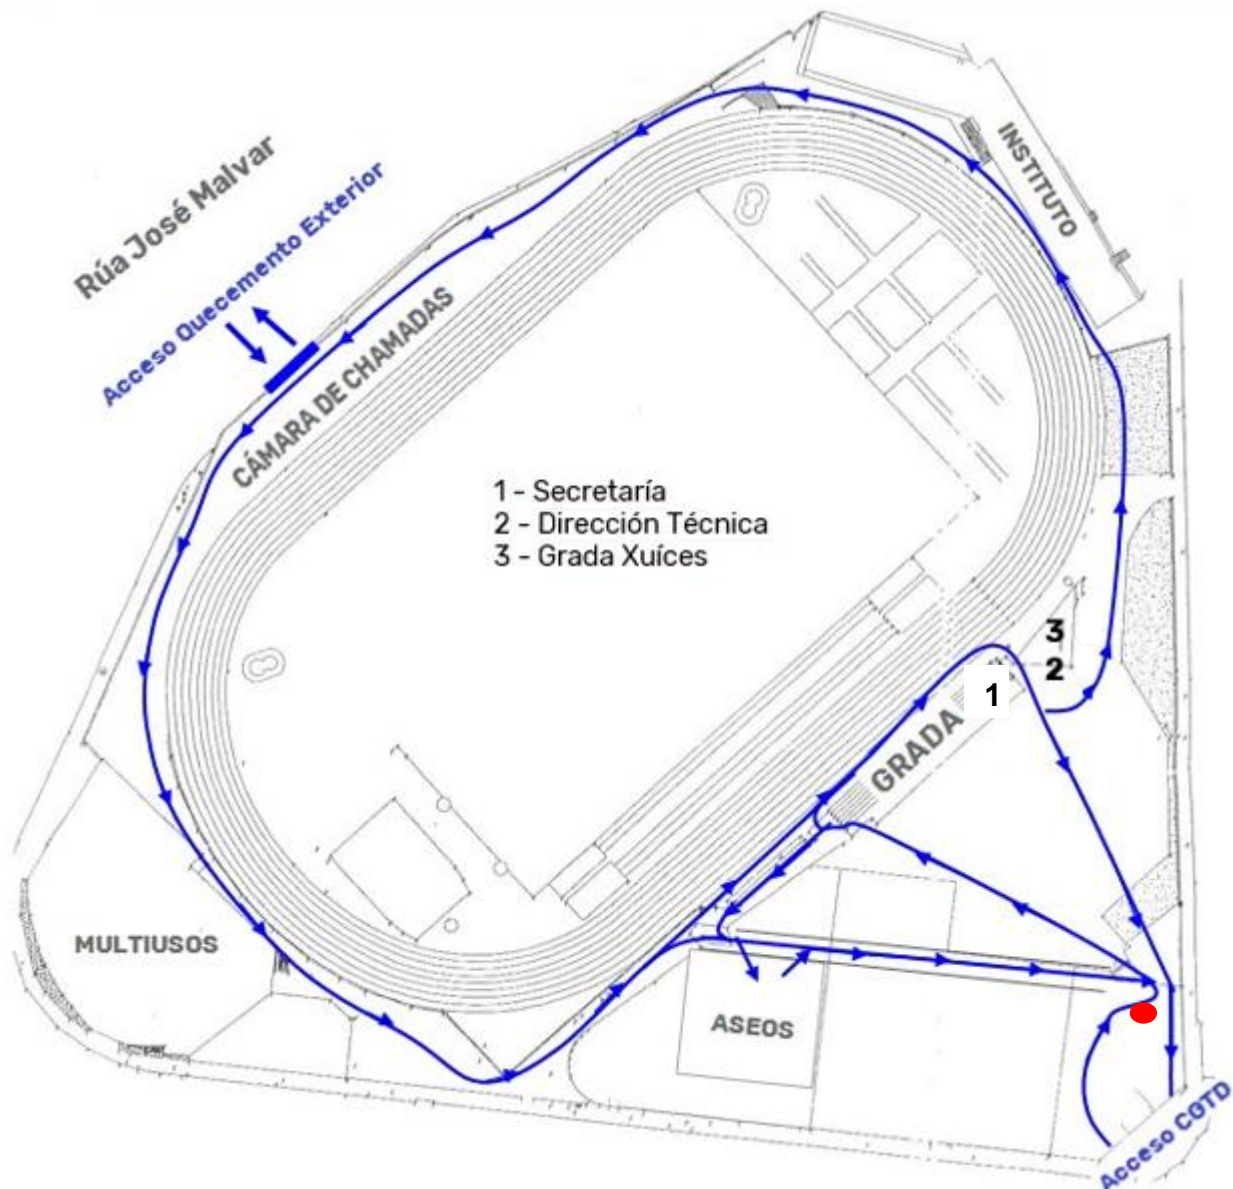 INSTITUTO
Rúa José Malvar
Acceso Quecemento Exterior
CÁMARA DE CHAMADAS
1 - Secretaría
2 - Dirección Técnica
3 - Grada Xuíces
3
2
1
GRADA
MULTIUSOS
ASEOS
Acceso CGTD